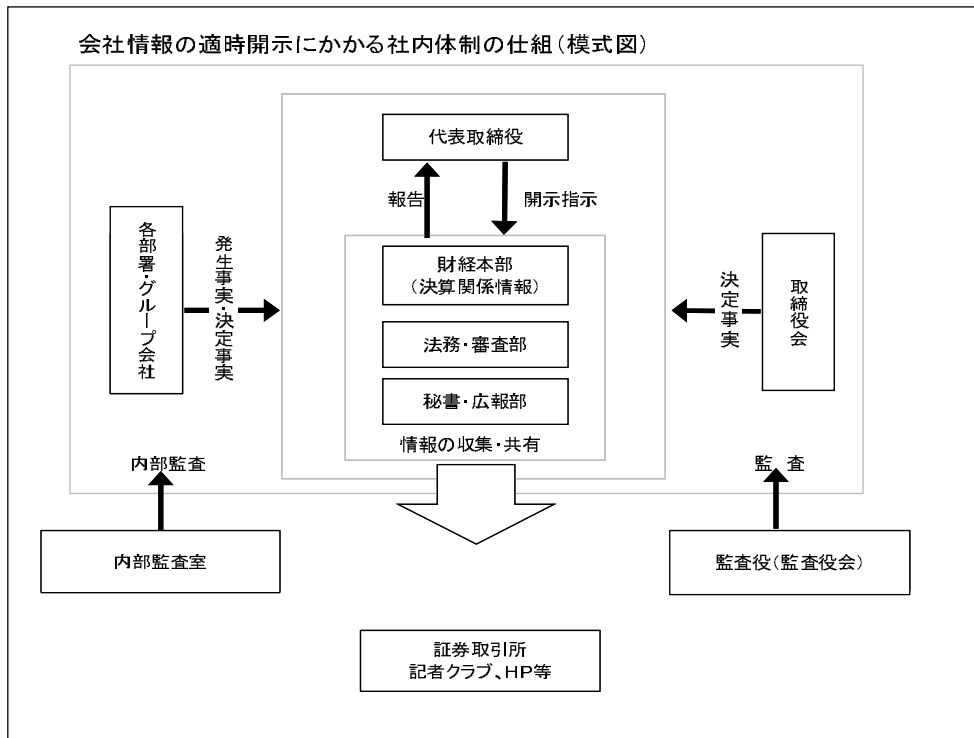 会社情報の適時開示にかかる社内体制の仕組(模式図)
代表取締役
報告
開示指示
各部署・グループ会社
発生事実・決定事実
財経本部
(決算関係情報)
法務・審査部
秘書・広報部
情報の収集・共有
決定事実
取締役会
内部監査
監 査
内部監査室
監査役(監査役会)
証券取引所
記者クラブ、HP等